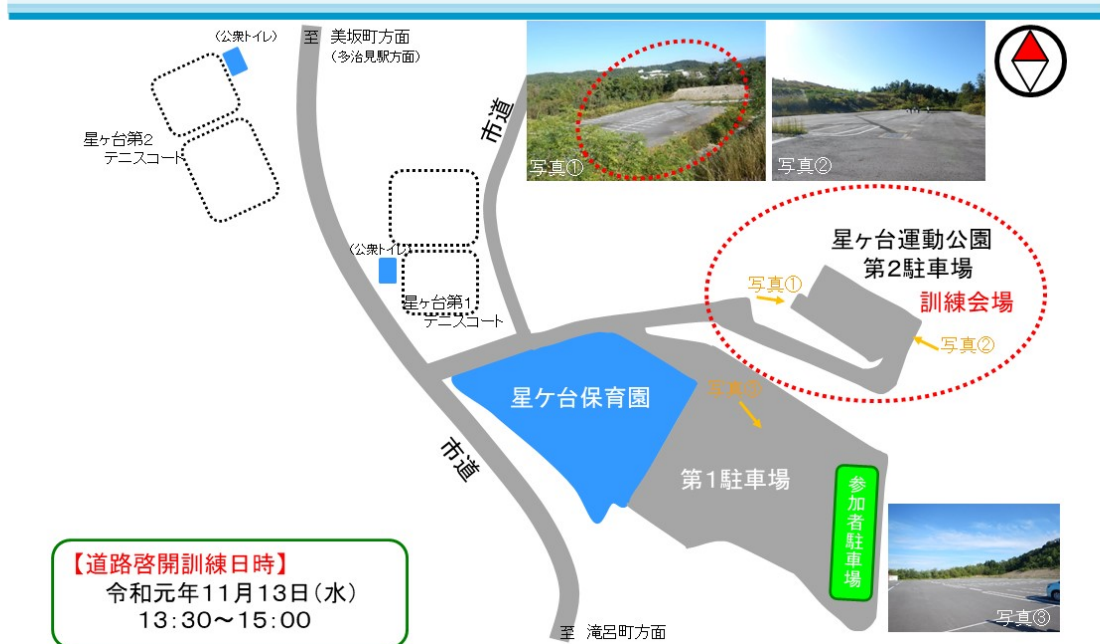 (公衆トイレ)
至 美坂町方面
(多治見駅方面)
市道
星ヶ台第2
テニスコート
写真①
写真②
(公衆トイレ)
星ヶ台第1
テニスコート
星ヶ台運動公園
第2駐車場
訓練会場
写真①
写真②
星ケ台保育園
写真③
市道
第1駐車場
参加者駐車場
写真③
【道路啓開訓練日時】
令和元年11月13日(水)
13:30~15:00
至 滝呂町方面